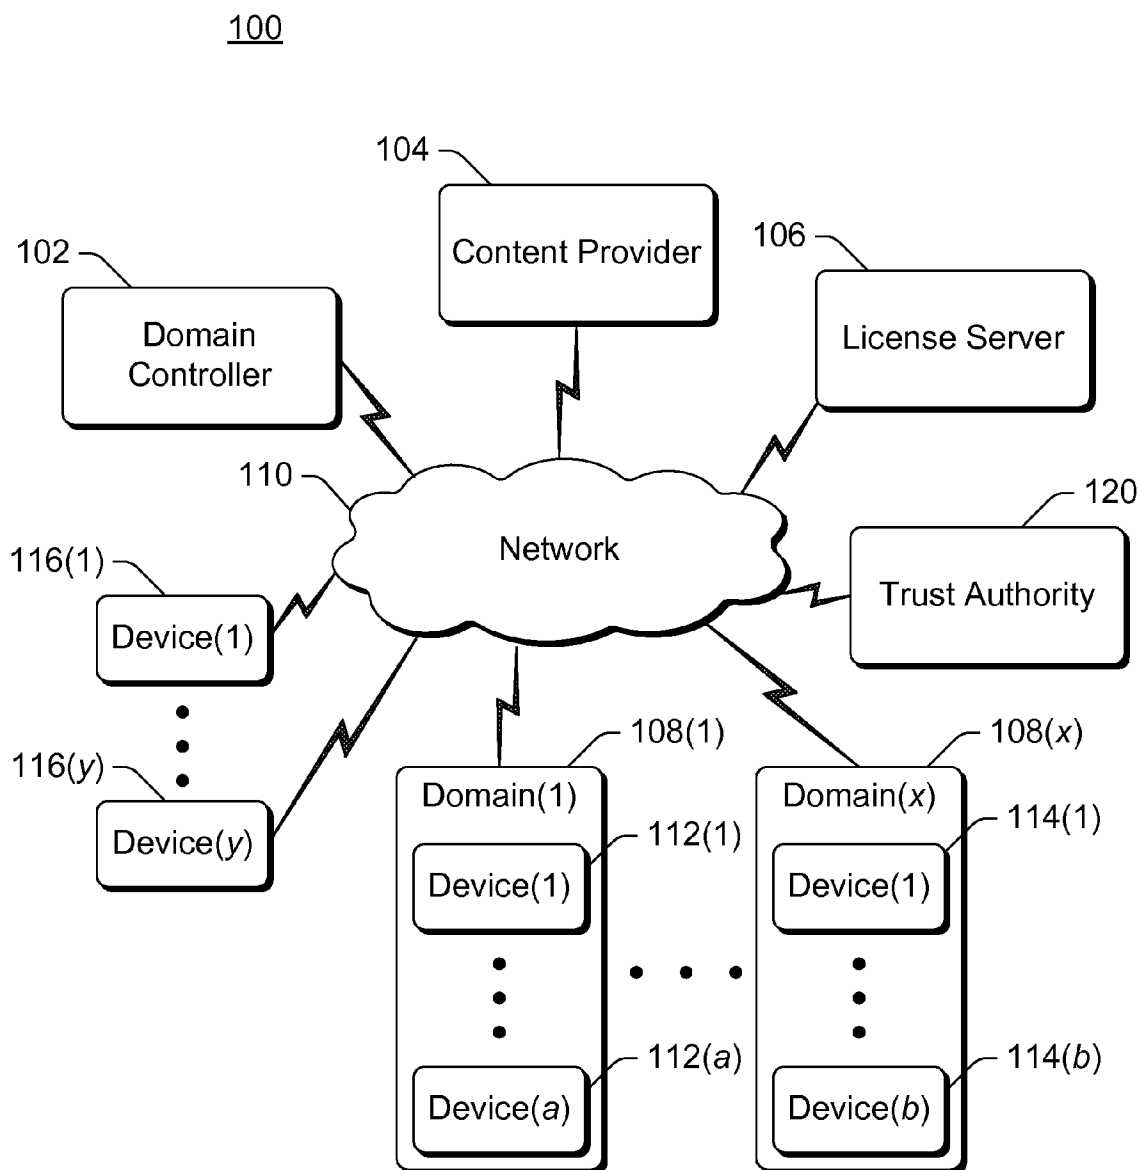 100
104
Content Provider
102
Domain
Controller
106
License Server
110
Network
120
Trust Authority
116(1)
Device(1)
116(y)
Device(y)
108(1)
Domain(1)
112(1)
Device(1)
112(a)
Device(a)
108(x)
Domain(x)
114(1)
Device(1)
114(b)
Device(b)